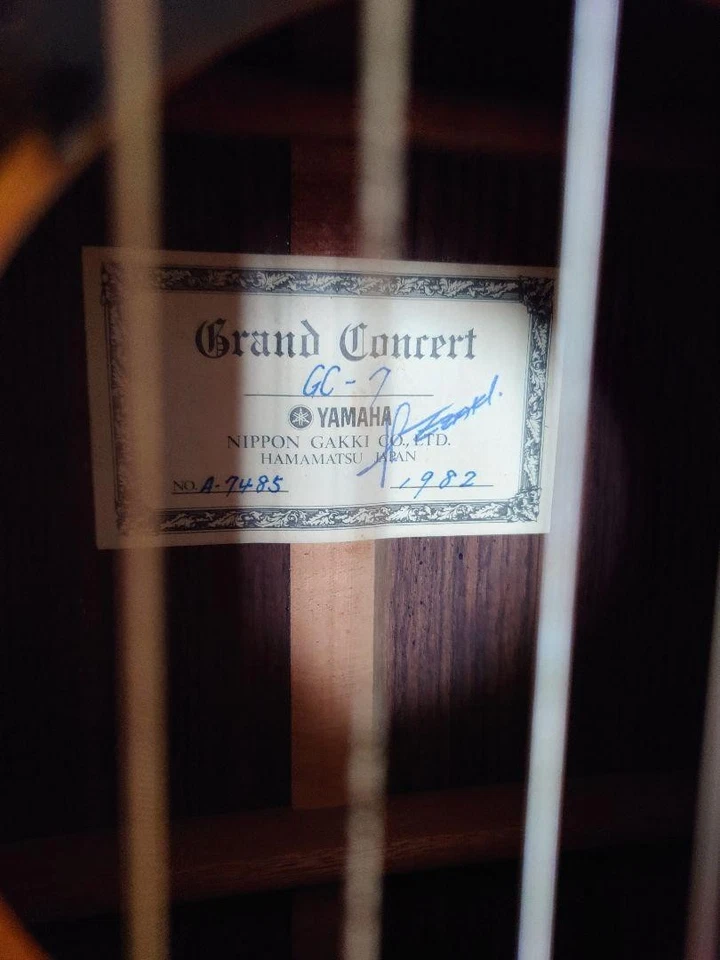 Grand Concert
GC-7
YAMAHA
NIPPON GAKKI CO., LTD.
HAMAMATSU JAPAN
NO. A-7485 1982